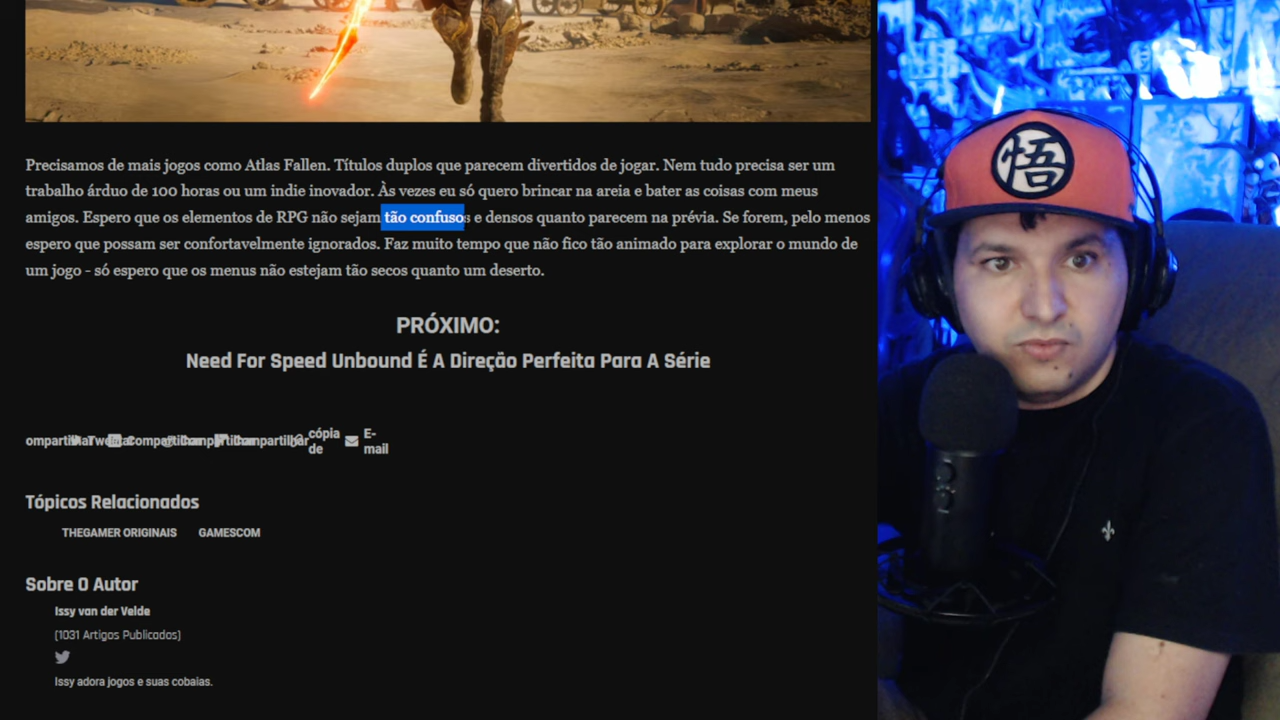 Precisamos de mais jogos como Atlas Fallen. Títulos duplos que parecem divertidos de jogar. Nem tudo precisa ser um
trabalho árduo de 100 horas ou um indie inovador. Às vezes eu só quero brincar na areia e bater as coisas com meus
amigos. Espero que os elementos de RPG não sejam tão confusos e densos quanto parecem na prévia. Se forem, pelo menos
espero que possam ser confortavelmente ignorados. Faz muito tempo que não fico tão animado para explorar o mundo de
um jogo - só espero que os menus não estejam tão secos quanto um deserto.
悟
PRÓXIMO:
Need For Speed Unbound É A Direção Perfeita Para A Série
ompartilhar Compartilhar Compartilhar cópia de E-mail
Tópicos Relacionados
THEGAMER ORIGINAIS GAMESCOM
Sobre O Autor
Issy van der Velde
(1031 Artigos Publicados)
Issy adora jogos e suas cobaias.